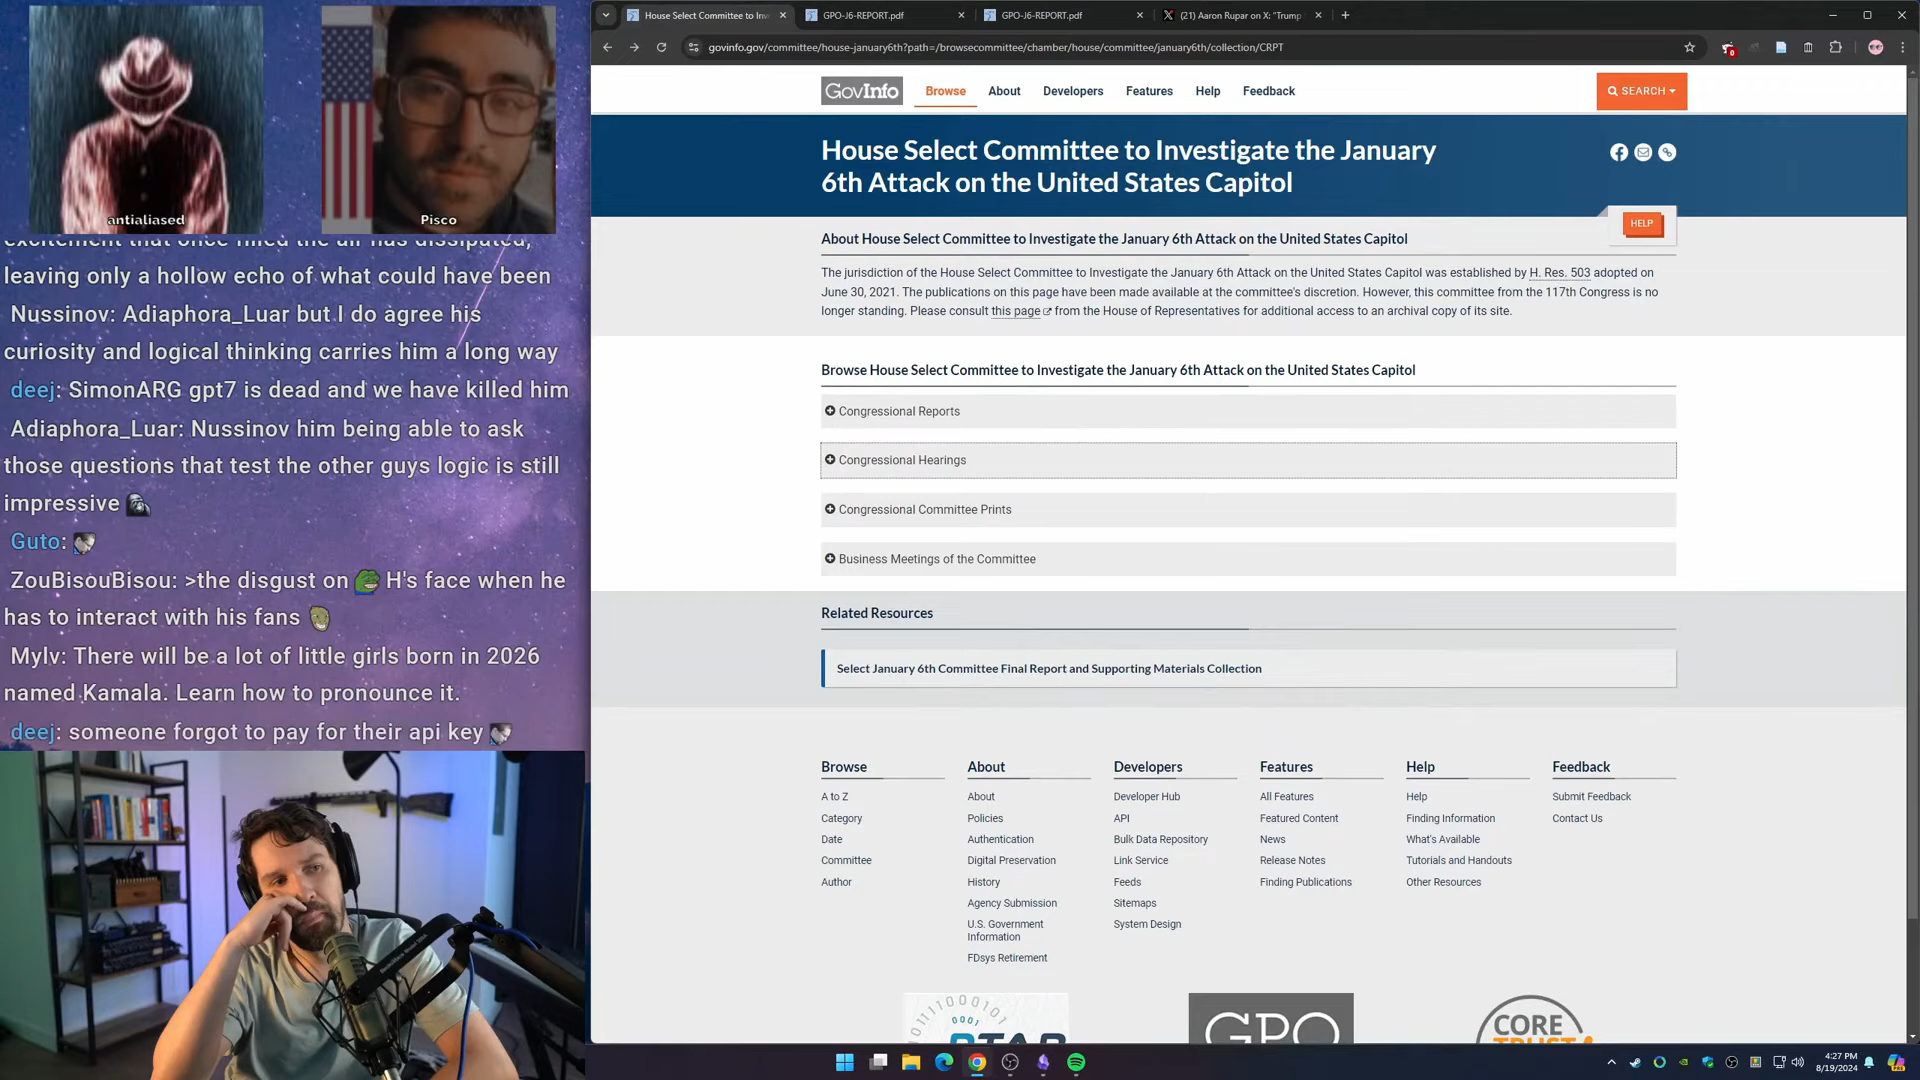 antialiased
Pisco
excitement that once filled the air has dissipated,
leaving only a hollow echo of what could have been
Nussinov: Adiaphora_Luar but I do agree his
curiosity and logical thinking carries him a long way
deej: SimonARG gpt7 is dead and we have killed him
Adiaphora_Luar: Nussinov him being able to ask
those questions that test the other guys logic is still
impressive
Guto:
ZouBisouBisou: >the disgust on H's face when he
has to interact with his fans
Mylv: There will be a lot of little girls born in 2026
named Kamala. Learn how to pronounce it.
deej: someone forgot to pay for their api key
House Select Committee to Inv
GPO-J6-REPORT.pdf
GPO-J6-REPORT.pdf
(21) Aaron Rupar on X: "Trump
govinfo.gov/committee/house-january6th?path=/browsecommittee/chamber/house/committee/january6th/collection/CRPT
0
GovInfo
Browse
About
Developers
Features
Help
Feedback
SEARCH
House Select Committee to Investigate the January
6th Attack on the United States Capitol
HELP
About House Select Committee to Investigate the January 6th Attack on the United States Capitol
The jurisdiction of the House Select Committee to Investigate the January 6th Attack on the United States Capitol was established by H. Res. 503 adopted on
June 30, 2021. The publications on this page have been made available at the committee's discretion. However, this committee from the 117th Congress is no
longer standing. Please consult this page from the House of Representatives for additional access to an archival copy of its site.
Browse House Select Committee to Investigate the January 6th Attack on the United States Capitol
Congressional Reports
Congressional Hearings
Congressional Committee Prints
Business Meetings of the Committee
Related Resources
Select January 6th Committee Final Report and Supporting Materials Collection
Browse
A to Z
Category
Date
Committee
Author
About
About
Policies
Authentication
Digital Preservation
History
Agency Submission
U.S. Government
Information
FDsys Retirement
Developers
Developer Hub
API
Bulk Data Repository
Link Service
Feeds
Sitemaps
System Design
Features
All Features
Featured Content
News
Release Notes
Finding Publications
Help
Help
Finding Information
What's Available
Tutorials and Handouts
Other Resources
Feedback
Submit Feedback
Contact Us
GPO
CORE
4:27 PM
8/19/2024